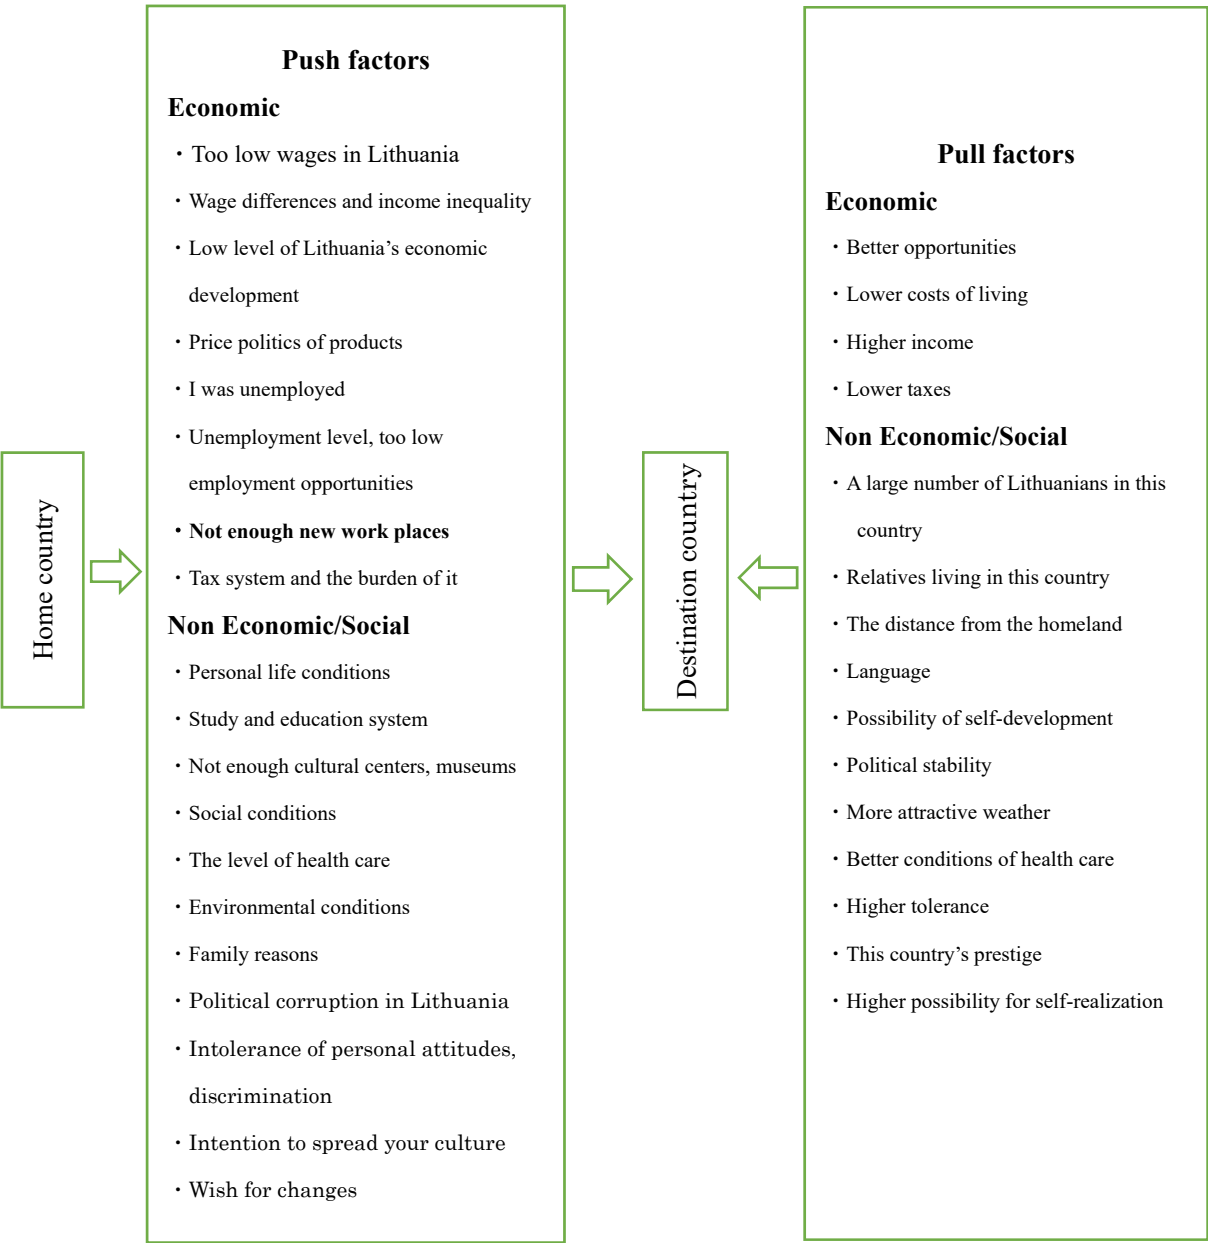 Home country
Push factors
Economic
・Too low wages in Lithuania
・Wage differences and income inequality
・Low level of Lithuania’s economic
development
・Price politics of products
・I was unemployed
・Unemployment level, too low
employment opportunities
・Not enough new work places
・Tax system and the burden of it
Non Economic/Social
・Personal life conditions
・Study and education system
・Not enough cultural centers, museums
・Social conditions
・The level of health care
・Environmental conditions
・Family reasons
・Political corruption in Lithuania
・Intolerance of personal attitudes,
discrimination
・Intention to spread your culture
・Wish for changes
Destination country
Pull factors
Economic
・Better opportunities
・Lower costs of living
・Higher income
・Lower taxes
Non Economic/Social
・A large number of Lithuanians in this
country
・Relatives living in this country
・The distance from the homeland
・Language
・Possibility of self-development
・Political stability
・More attractive weather
・Better conditions of health care
・Higher tolerance
・This country’s prestige
・Higher possibility for self-realization